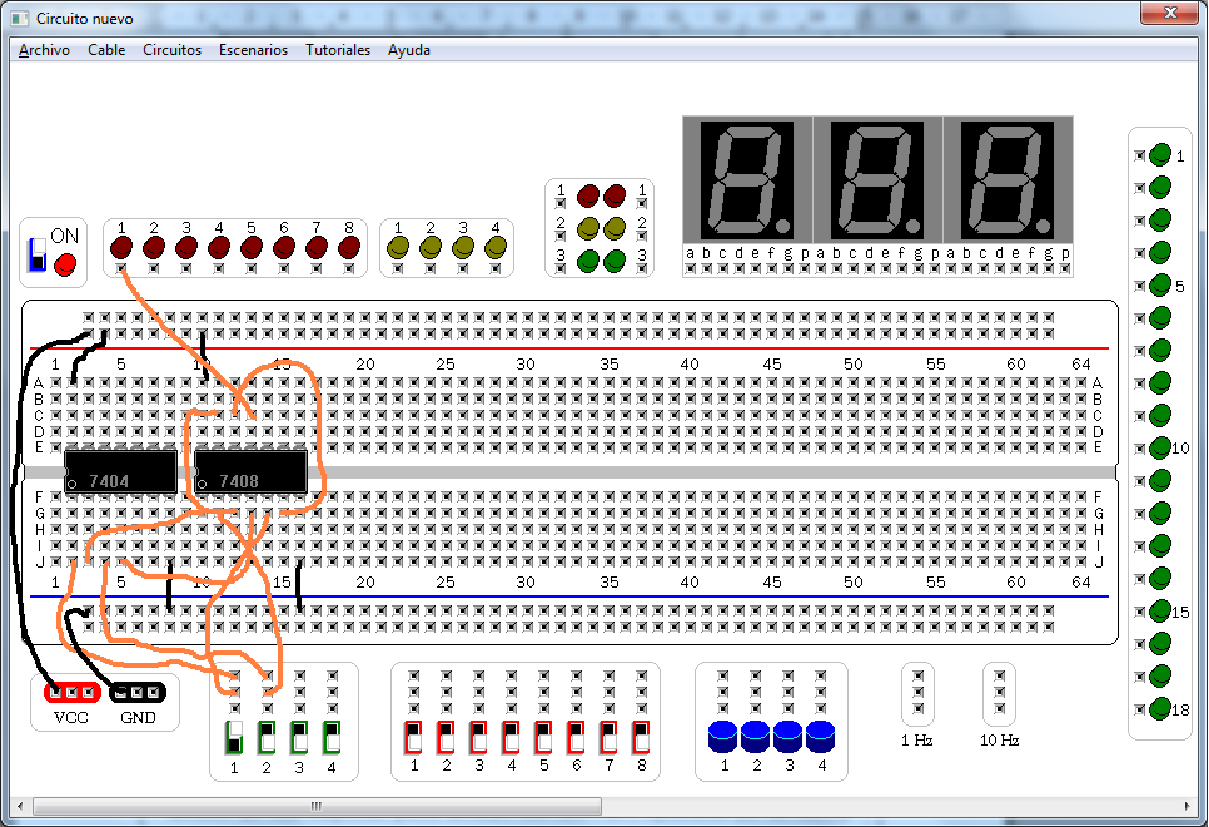 Circuito nuevo
Archivo Cable Circuitos Escenarios Tutoriales Ayuda
ON
1 2 3 4 5 6 7 8
1 2 3 4
1 1
2 2
3 3
a b c d e f g p a b c d e f g p a b c d e f g p
1
5
10
15
18
1 5 10 15 20 25 30 35 40 45 50 55 60 64
A A
B B
C C
D D
E E
7404 7408
F F
G G
H H
I I
J J
1 5 10 15 20 25 30 35 40 45 50 55 60 64
VCC GND
1 2 3 4
1 2 3 4 5 6 7 8
1 2 3 4
1 Hz 10 Hz